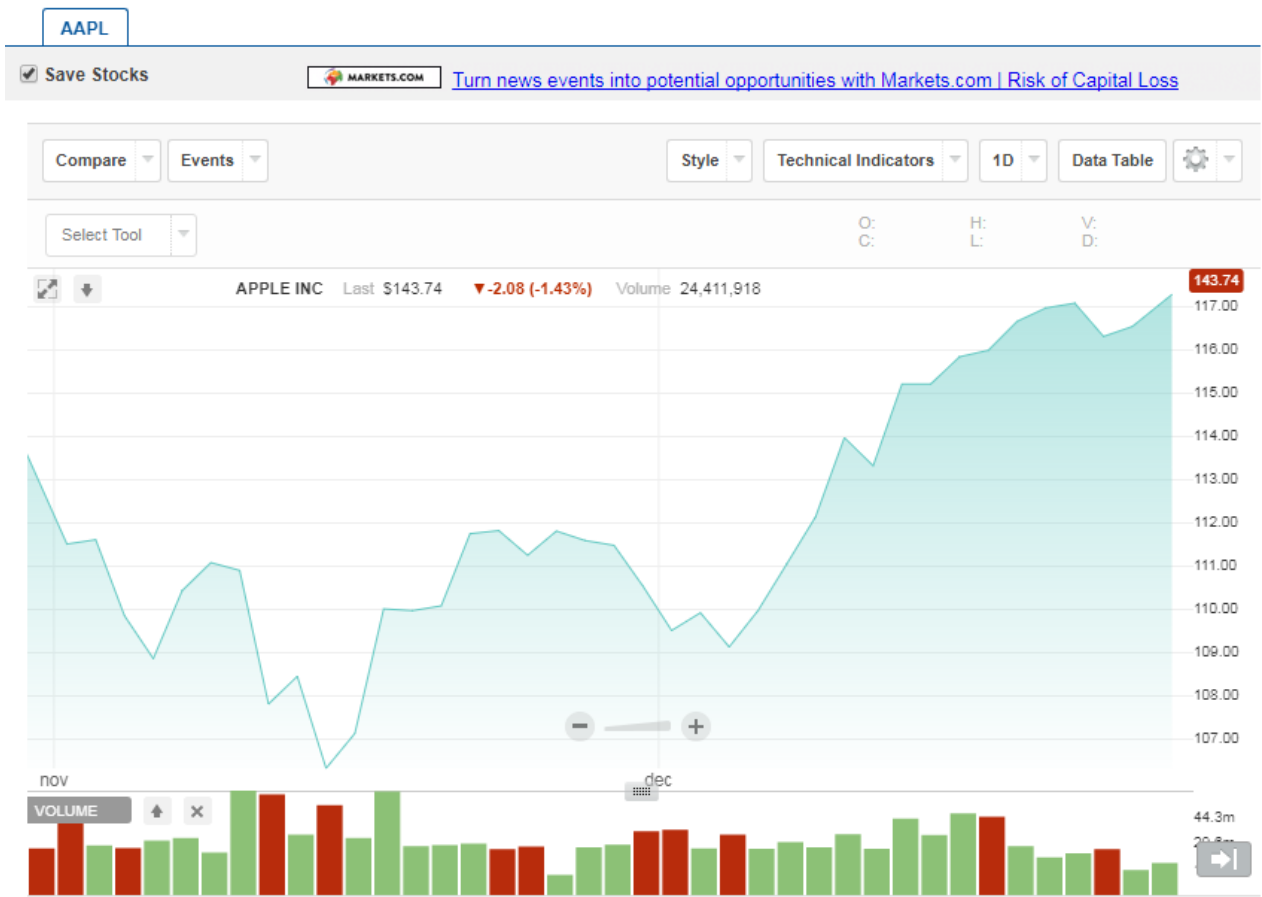 AAPL
Save Stocks
MARKETS.COM Turn news events into potential opportunities with Markets.com | Risk of Capital Loss
Compare Events Style Technical Indicators 1D Data Table
Select Tool O: H: V:
C: L: D:
APPLE INC Last $143.74 ▼-2.08 (-1.43%) Volume 24,411,918 143.74
117.00
116.00
115.00
114.00
113.00
112.00
111.00
110.00
109.00
108.00
107.00
nov dec
VOLUME
44.3m